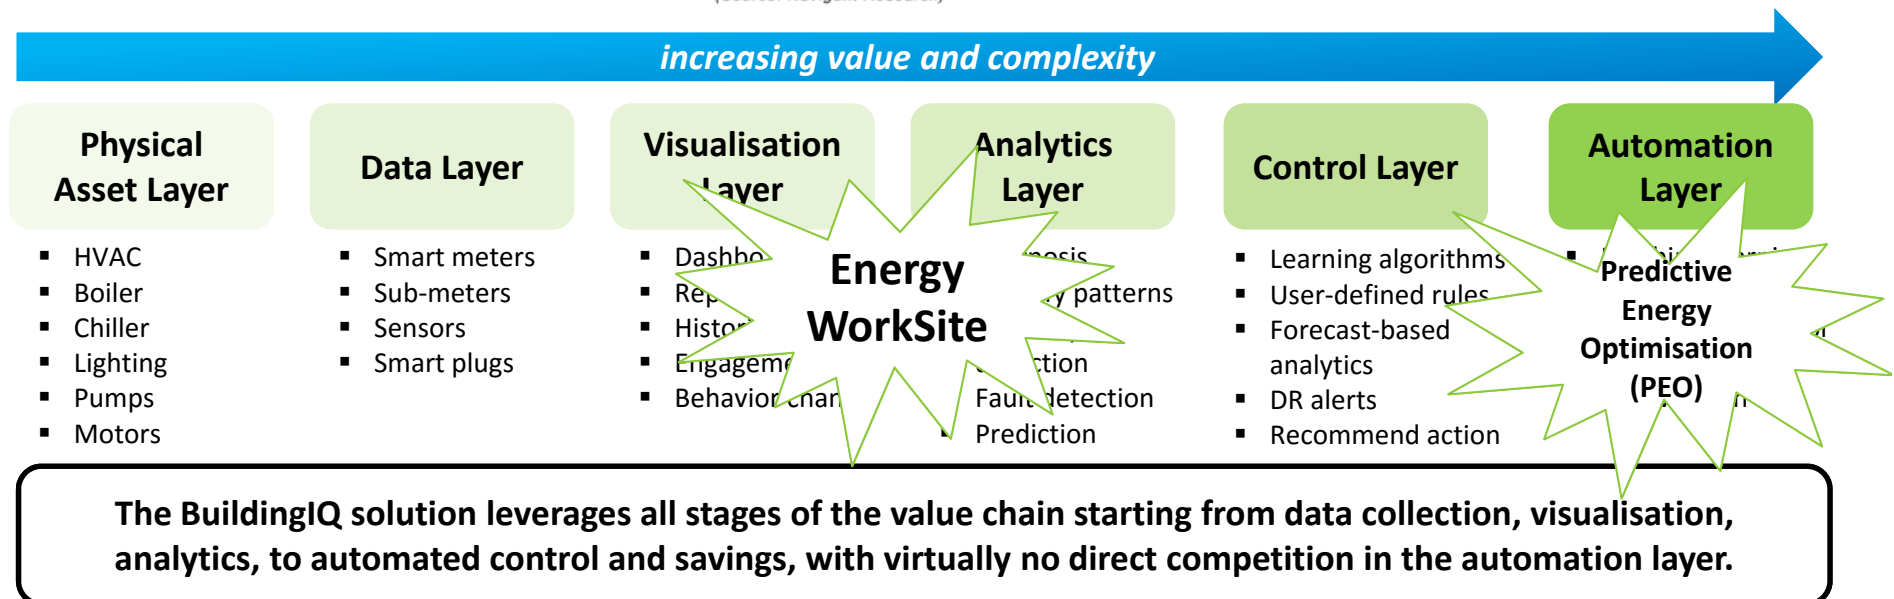 (Source: Navigant Research)
increasing value and complexity
Physical
Asset Layer
HVAC
Boiler
Chiller
Lighting
Pumps
Motors
Data Layer
Smart meters
Sub-meters
Sensors
Smart plugs
Visualisation
Layer
Energy
WorkSite
Analytics
Layer
patterns
Fault detection
Prediction
Control Layer
Learning algorithms
User-defined rules
Forecast-based
analytics
DR alerts
Recommend action
Automation
Layer
Predictive
Energy
Optimisation
(PEO)
The BuildingIQ solution leverages all stages of the value chain starting from data collection, visualisation,
analytics, to automated control and savings, with virtually no direct competition in the automation layer.